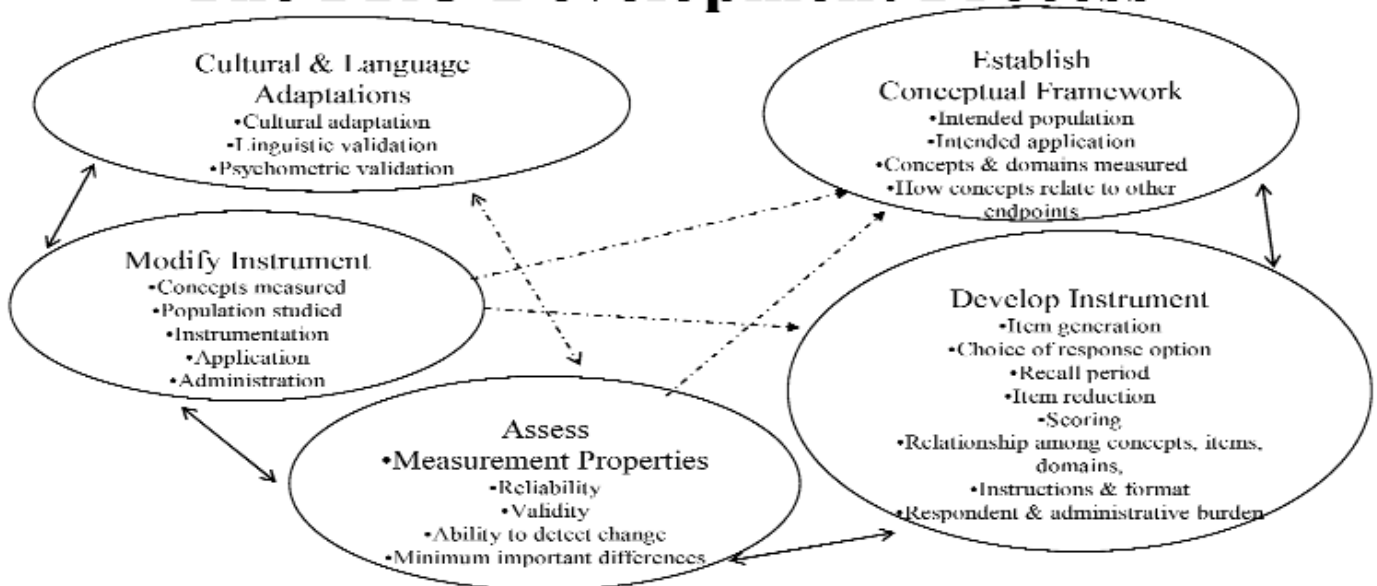 Cultural & Language
Adaptations
•Cultural adaptation
•Linguistic validation
•Psychometric validation
Establish
Conceptual Framework
•Intended population
•Intended application
•Concepts & domains measured
•How concepts relate to other
endpoints
Modify Instrument
•Concepts measured
•Population studied
•Instrumentation
•Application
•Administration
Develop Instrument
•Item generation
•Choice of response option
•Recall period
•Item reduction
•Scoring
•Relationship among concepts, items,
domains,
•Instructions & format
•Respondent & administrative burden
Assess
•Measurement Properties
•Reliability
•Validity
•Ability to detect change
•Minimum important differences